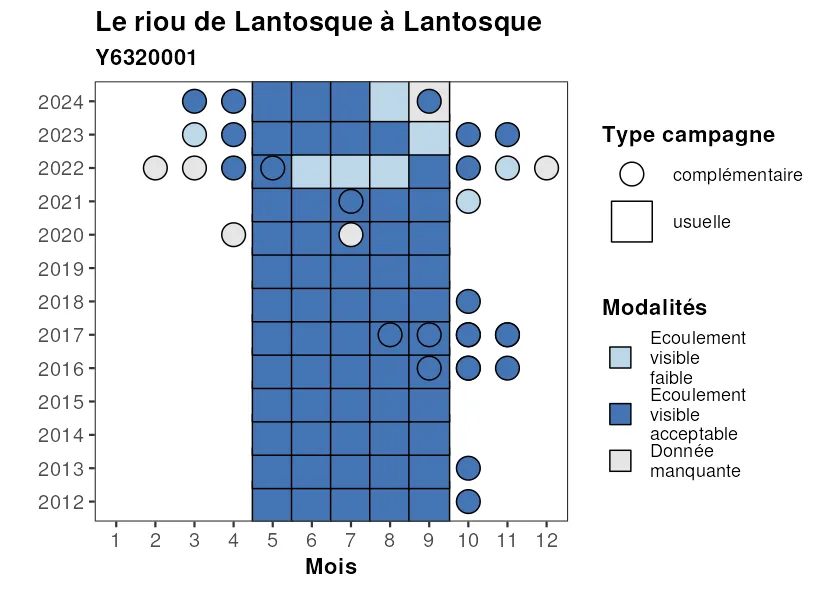 Le riou de Lantosque à Lantosque
Y6320001
2024
2023
2022
2021
2020
2019
2018
2017
2016
2015
2014
2013
2012
1 2 3 4 5 6 7 8 9 10 11 12
Mois
Type campagne
complémentaire
usuelle
Modalités
Ecoulement
visible
faible
Ecoulement
visible
acceptable
Donnée
manquante